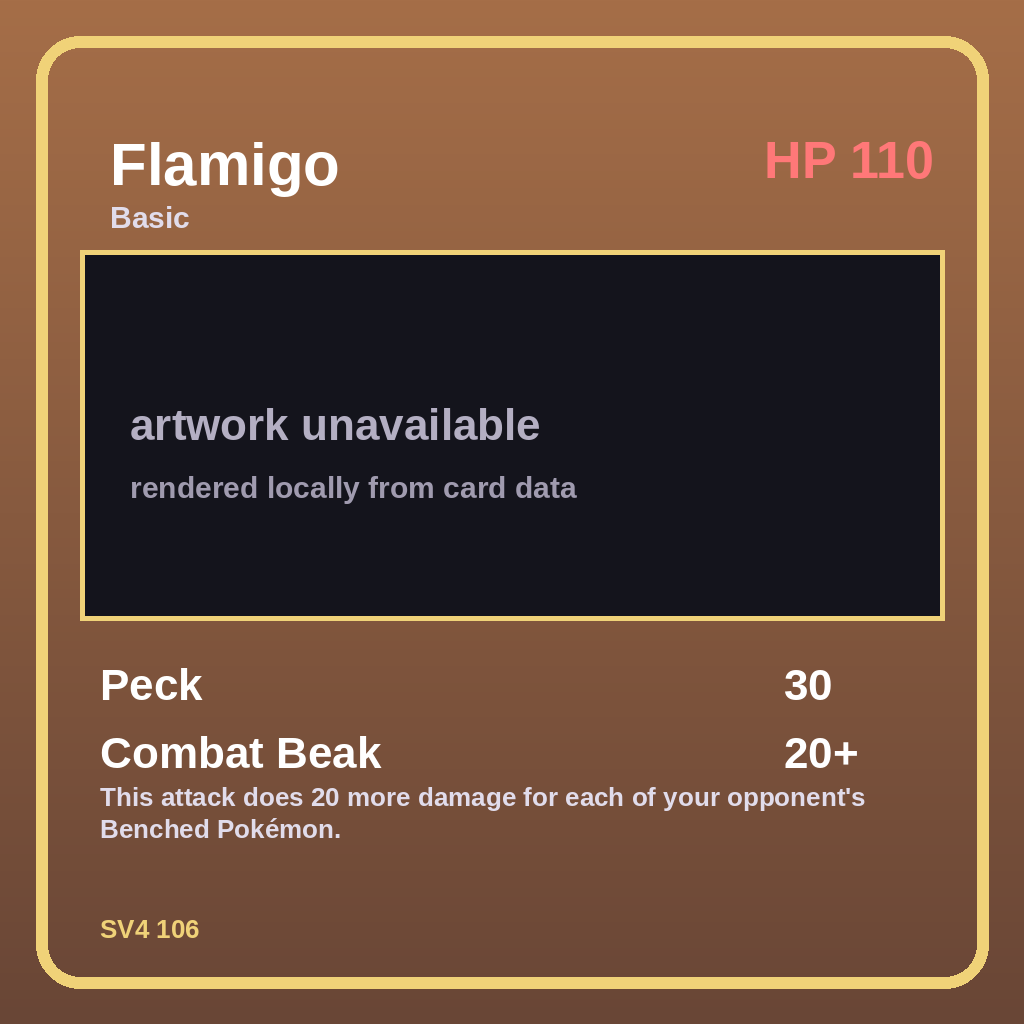 Flamigo
HP 110
Basic
artwork unavailable
rendered locally from card data
Peck 30
Combat Beak 20+
This attack does 20 more damage for each of your opponent's
Benched Pokémon.
SV4 106